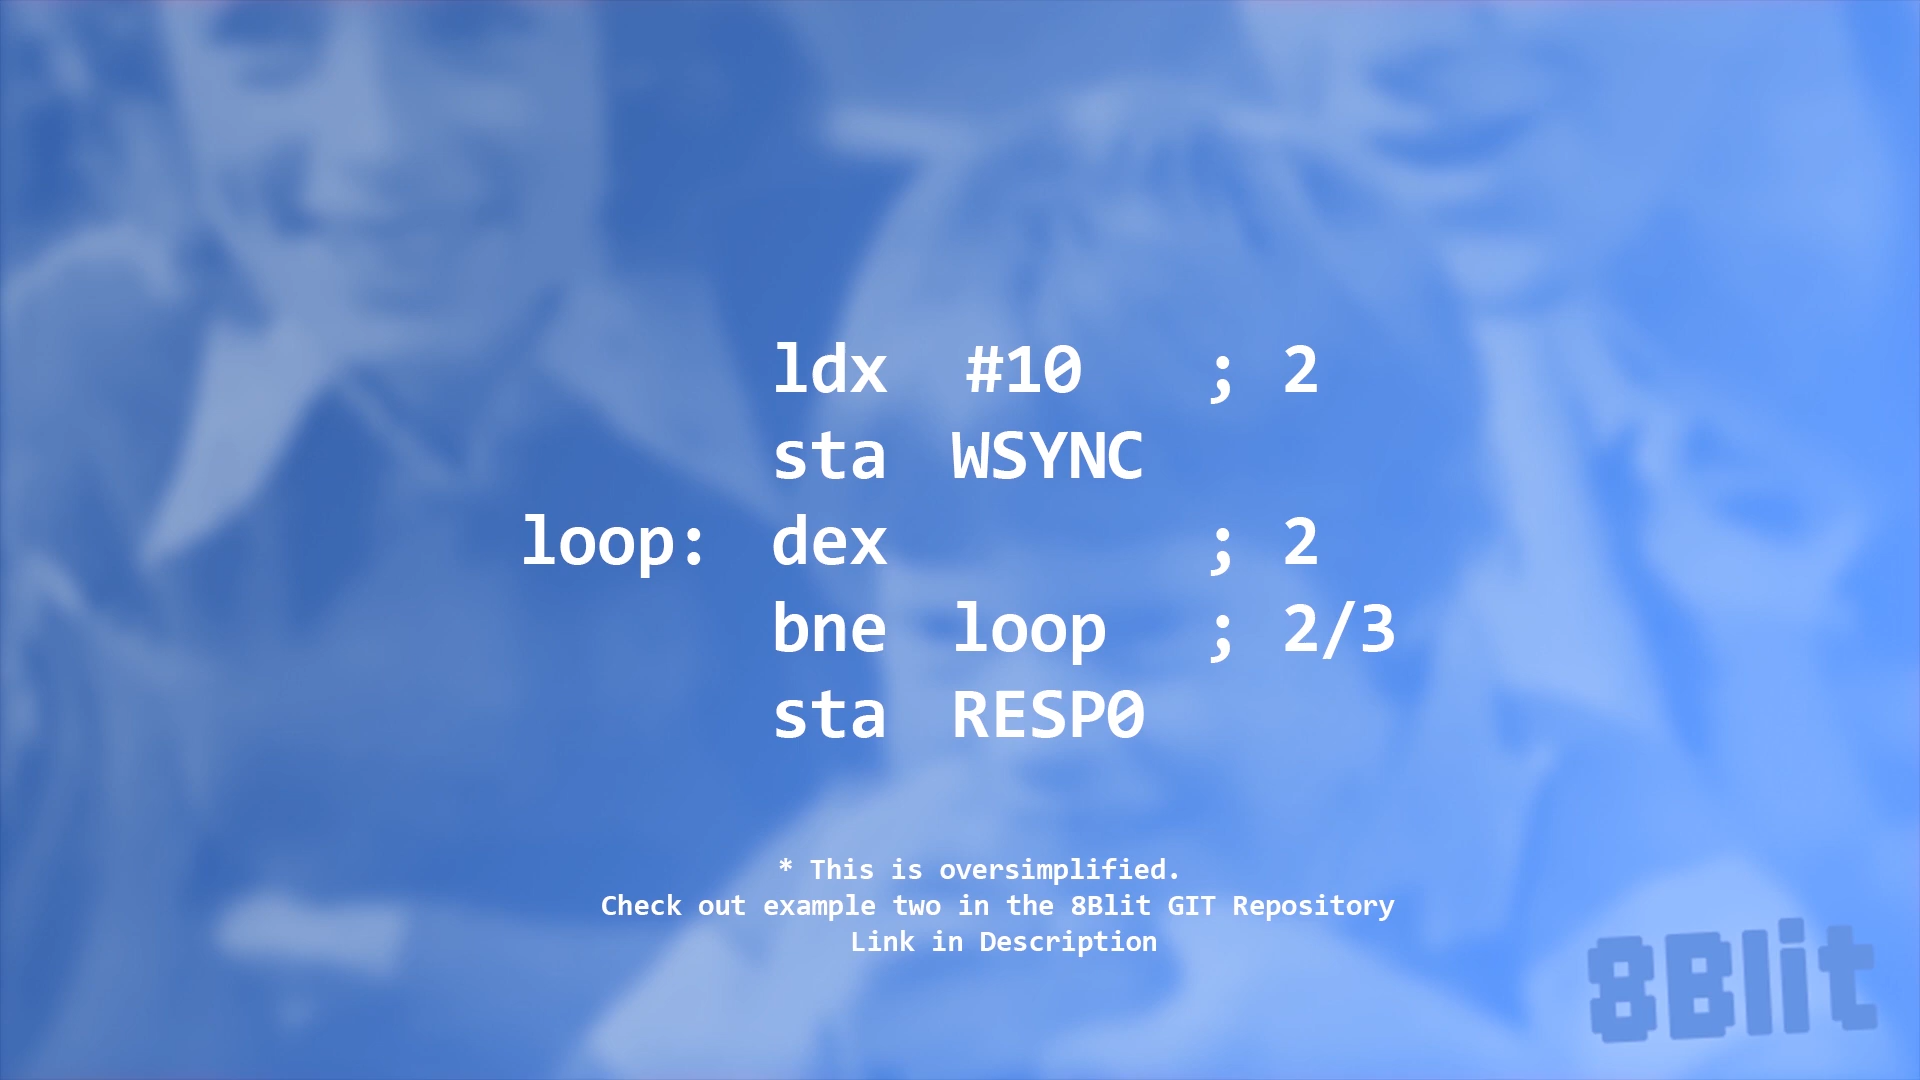 ldx #10 ; 2
sta WSYNC
loop: dex ; 2
bne loop ; 2/3
sta RESP0
* This is oversimplified.
Check out example two in the 8Blit GIT Repository
Link in Description
8Blit